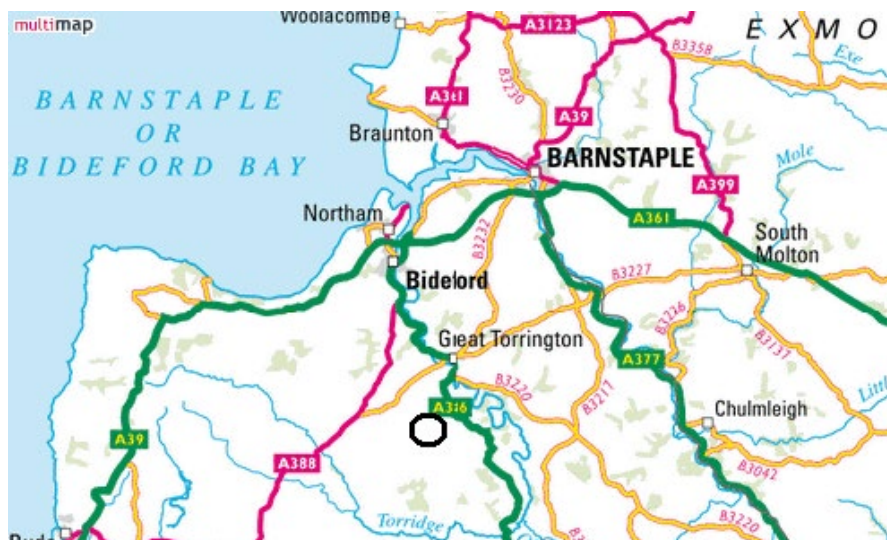 multimap
Woolacombe
A3123
EXMO
B3358
Exe
B3230
A361
A39
BARNSTAPLE
OR
BIDEFORD BAY
Braunton
BARNSTAPLE
Mole
A399
Northam
A361
South
Molton
B3232
B3227
Bideford
B3226
Great Torrington
B3137
A377
B3220
B3217
A386
Little
Chulmleigh
A39
A388
B3042
Torridge
B3220
Bude